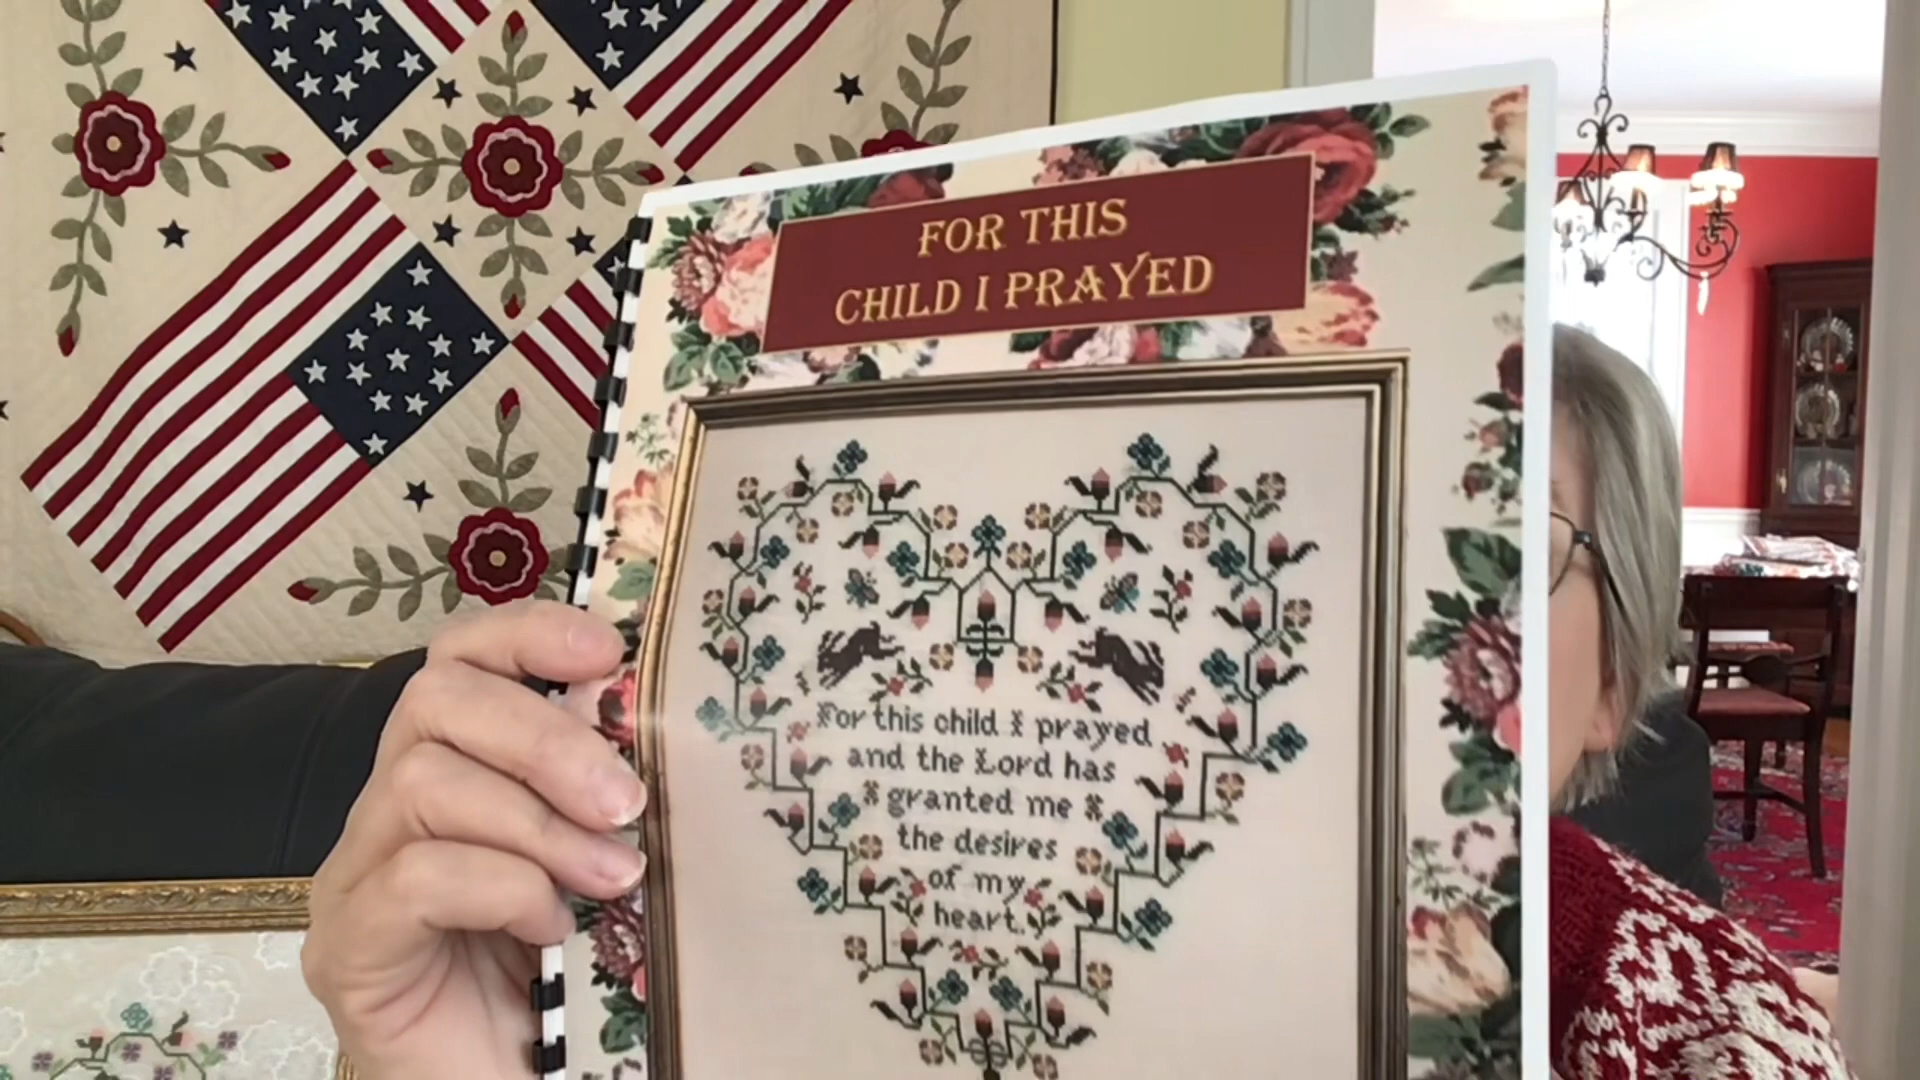 FOR THIS
CHILD I PRAYED
For this child I prayed
and the Lord has
granted me
the desires
of my
heart.